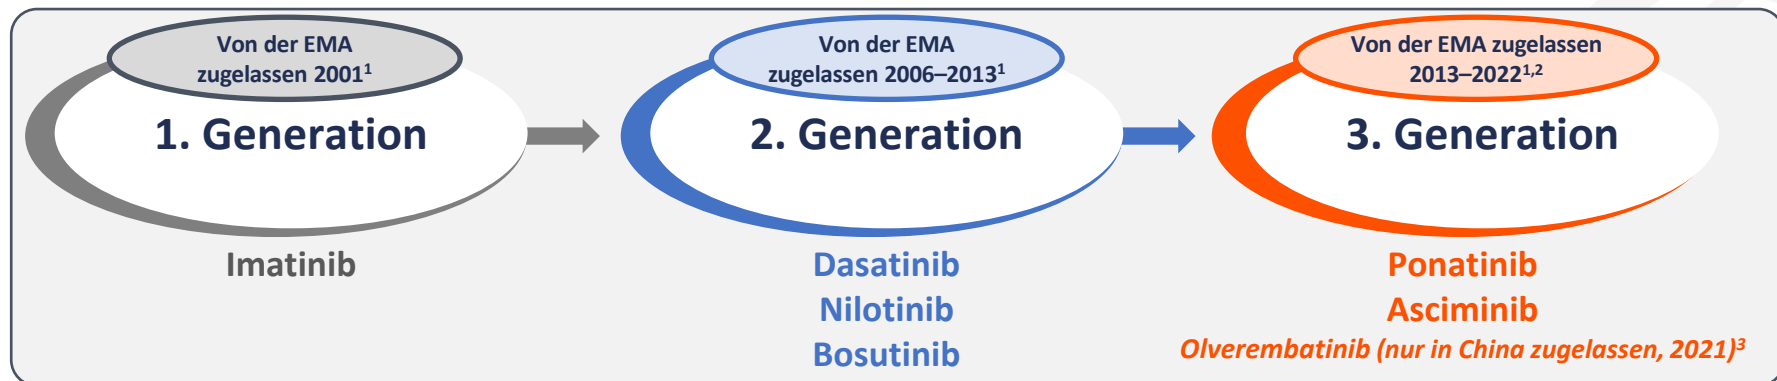 Von der EMA
zugelassen 2001¹
1. Generation
Imatinib
Von der EMA
zugelassen 2006–2013¹
2. Generation
Dasatinib
Nilotinib
Bosutinib
Von der EMA zugelassen
2013–2022¹,²
3. Generation
Ponatinib
Asciminib
Olverembatinib (nur in China zugelassen, 2021)³